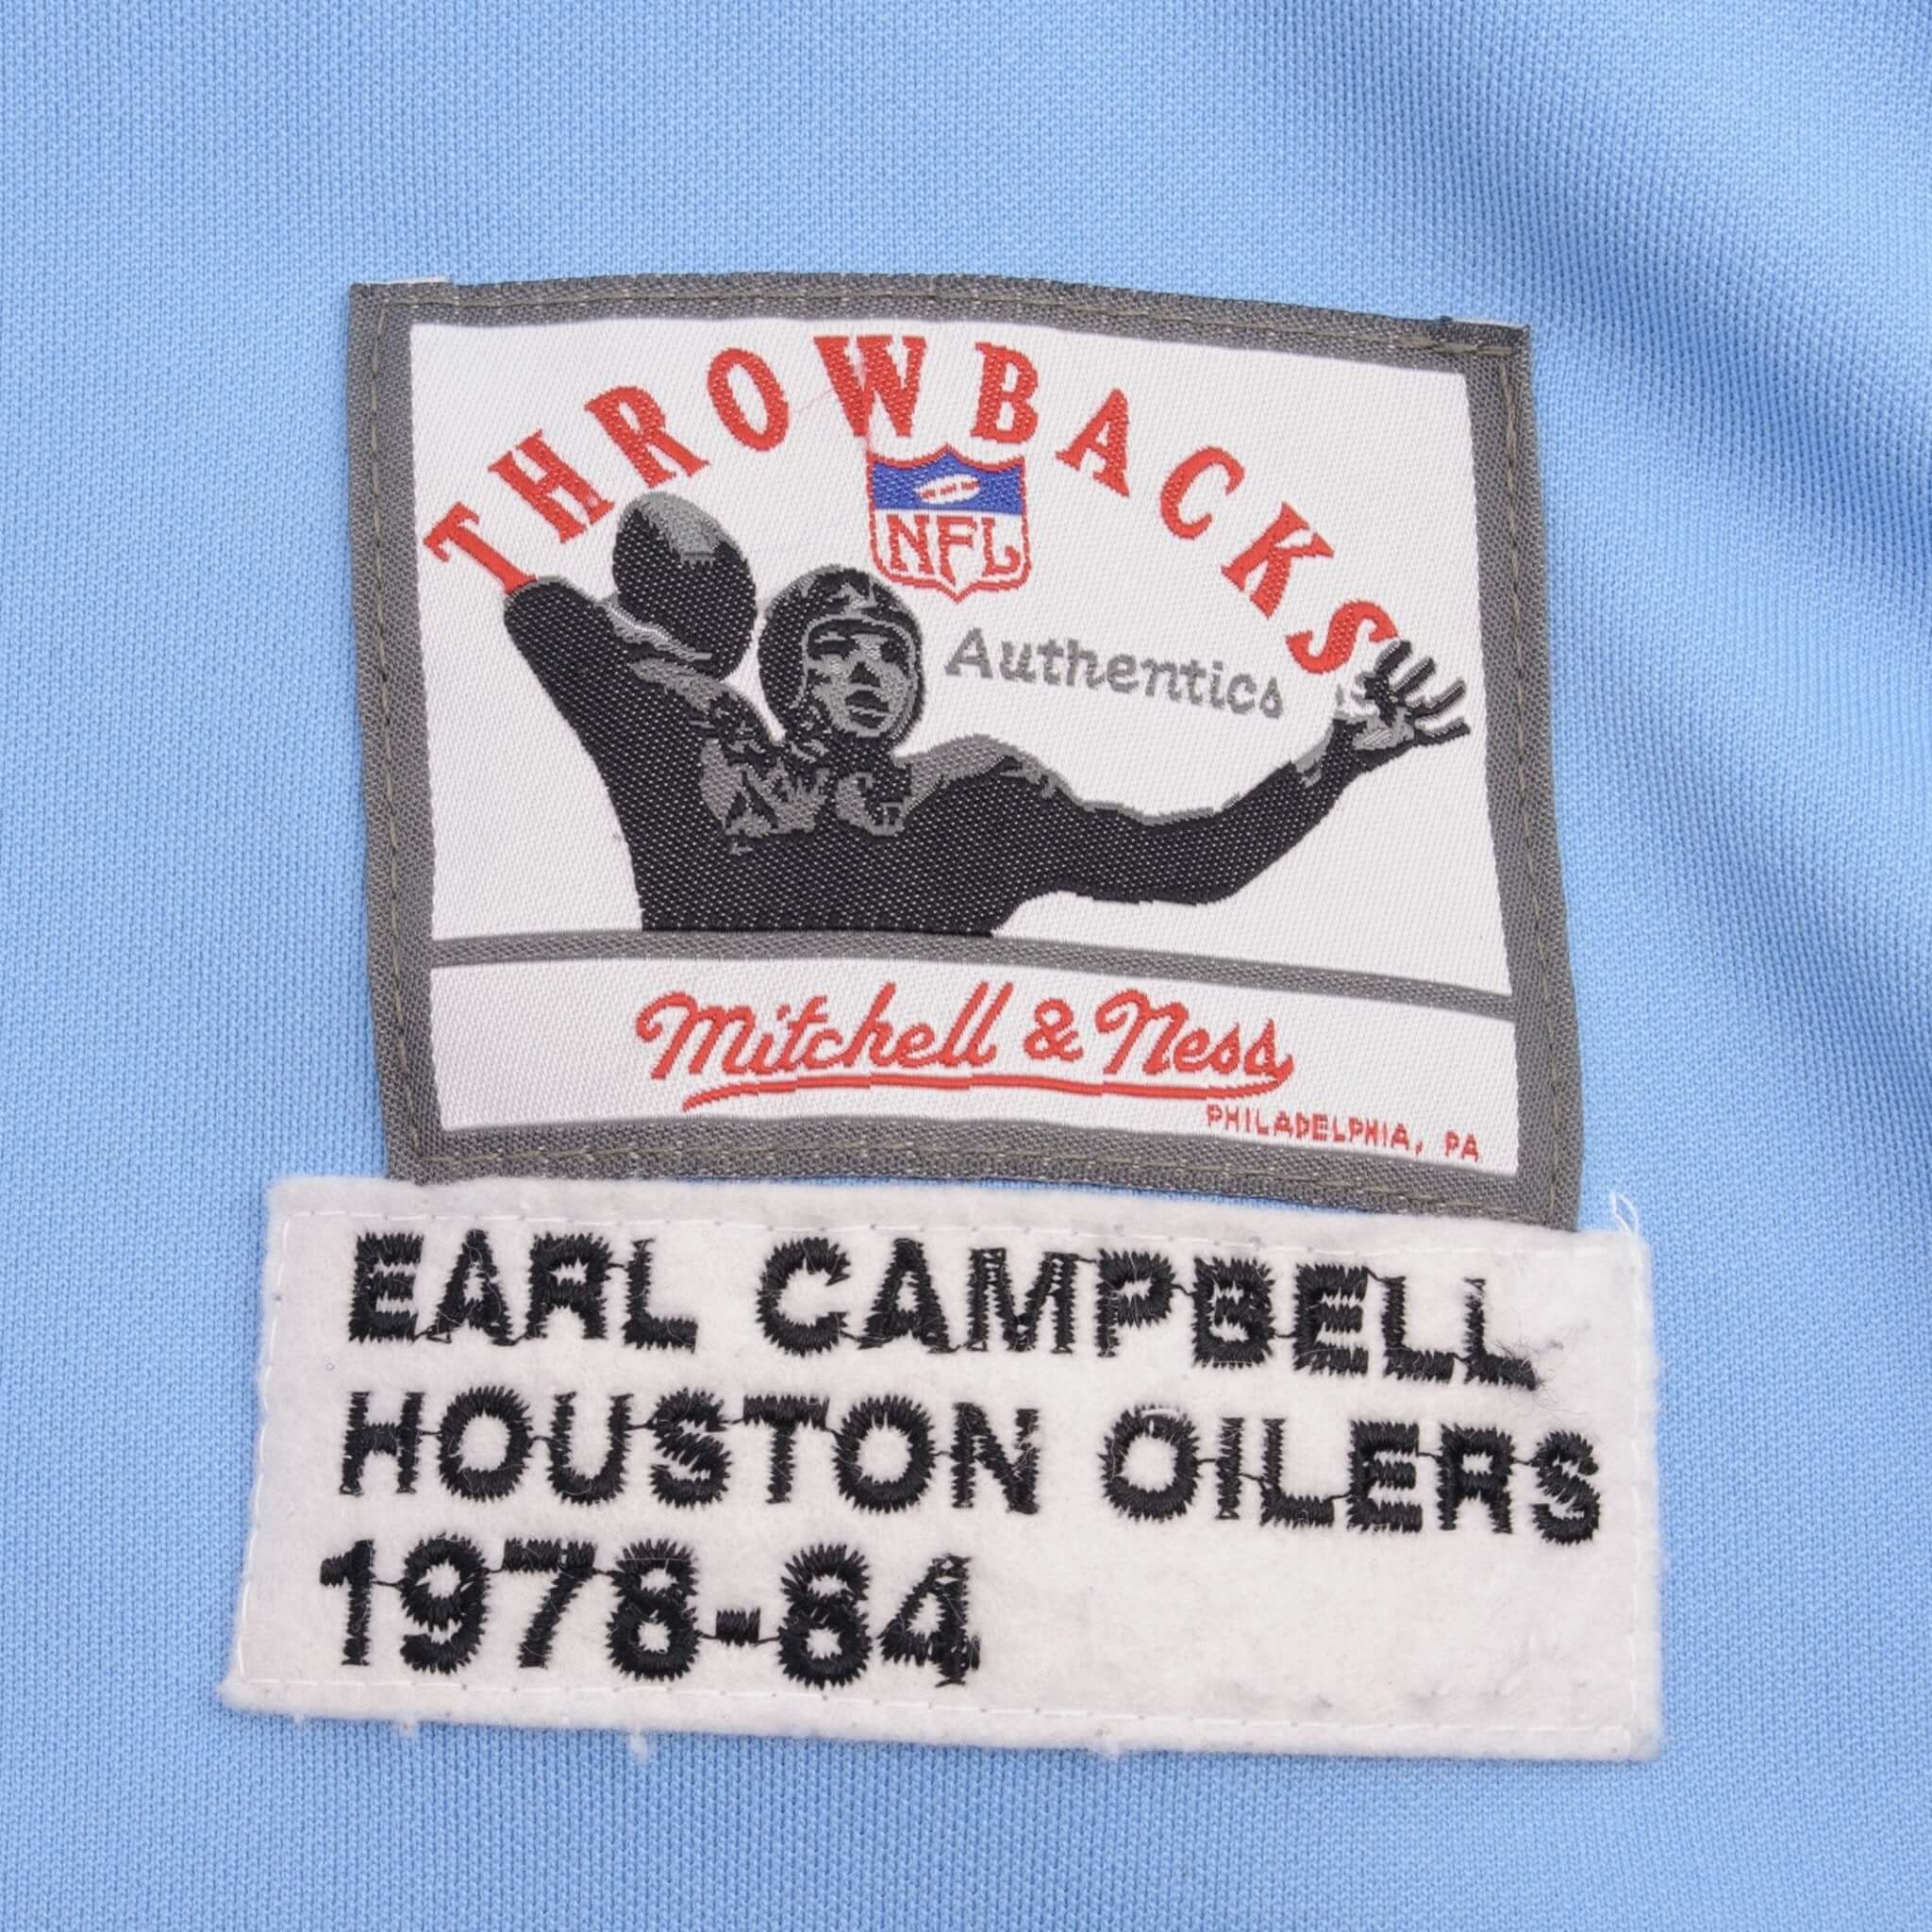 THROWBACKS
NFL
Authentics
Mitchell & Ness
PHILADELPHIA, PA
EARL CAMPBELL
HOUSTON OILERS
1978-84